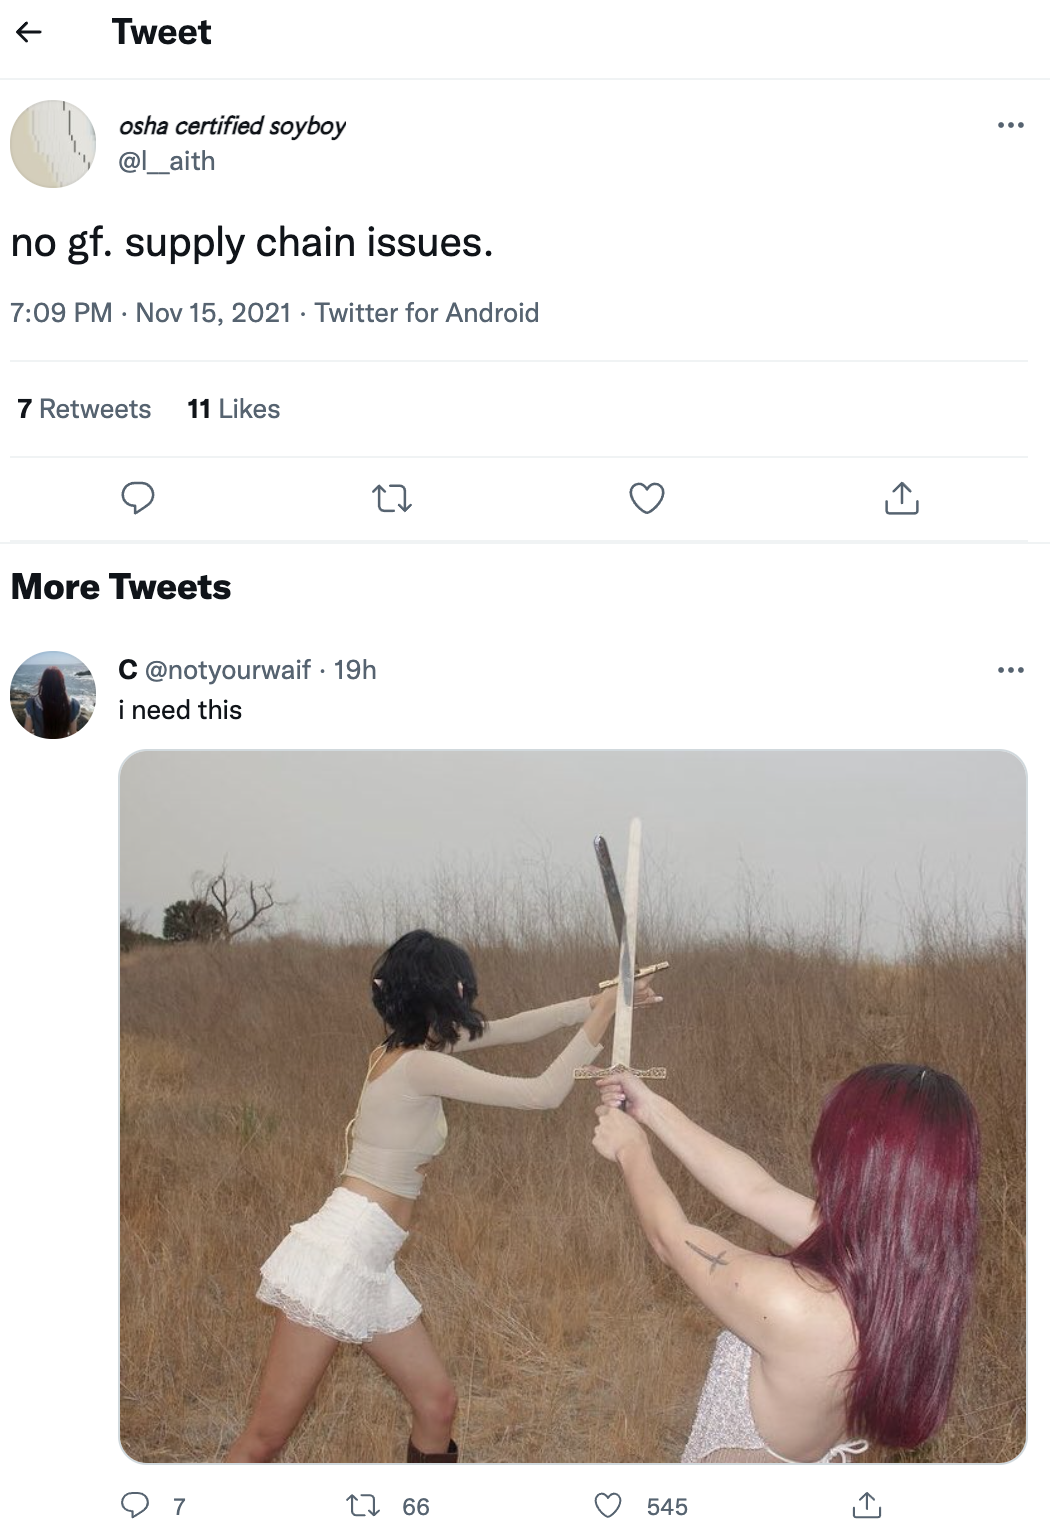 Tweet
osha certified soyboy
@l__aith
no gf. supply chain issues.
7:09 PM · Nov 15, 2021 · Twitter for Android
7 Retweets 11 Likes
More Tweets
C @notyourwaif · 19h
i need this
7 66 545